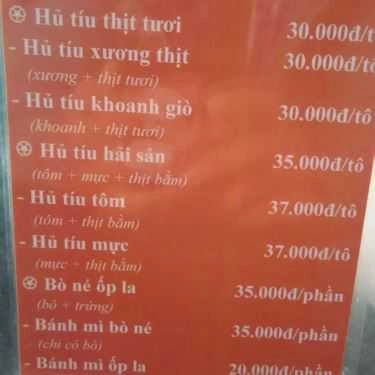 Hủ tíu thịt tươi 30.000đ/tô
- Hủ tíu xương thịt 30.000đ/tô
(xương + thịt tươi)
- Hủ tíu khoanh giò 30.000đ/tô
(khoanh + thịt tươi)
Hủ tíu hải sản 35.000đ/tô
(tôm + mực + thịt bằm)
- Hủ tíu tôm 37.000đ/tô
(tôm + thịt bằm)
- Hủ tíu mực 37.000đ/tô
(mực + thịt bằm)
Bò né ốp la 35.000đ/phần
(bò + trứng)
- Bánh mì bò né 35.000đ/phần
(chỉ có bò)
- Bánh mì ốp la 20.000đ/phần